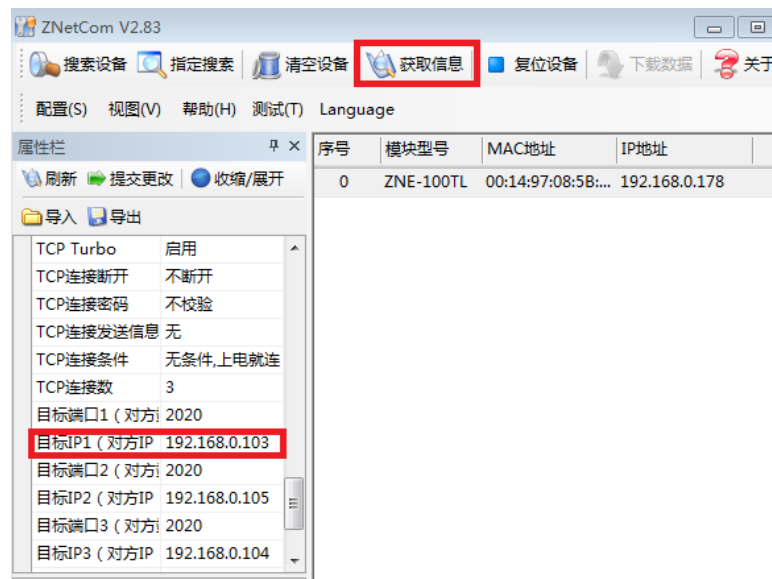 ZNetCom V2.83
搜索设备 指定搜索 清空设备 获取信息 复位设备 下载数据 关于
配置(S) 视图(V) 帮助(H) 测试(T) Language
属性栏
刷新 提交更改 收缩/展开
导入 导出
TCP Turbo 启用
TCP连接断开 不断开
TCP连接密码 不校验
TCP连接发送信息 无
TCP连接条件 无条件,上电就连
TCP连接数 3
目标端口1（对方 2020
目标IP1（对方IP 192.168.0.103
目标端口2（对方 2020
目标IP2（对方IP 192.168.0.105
目标端口3（对方 2020
目标IP3（对方IP 192.168.0.104
序号 模块型号 MAC地址 IP地址
0 ZNE-100TL 00:14:97:08:5B:... 192.168.0.178